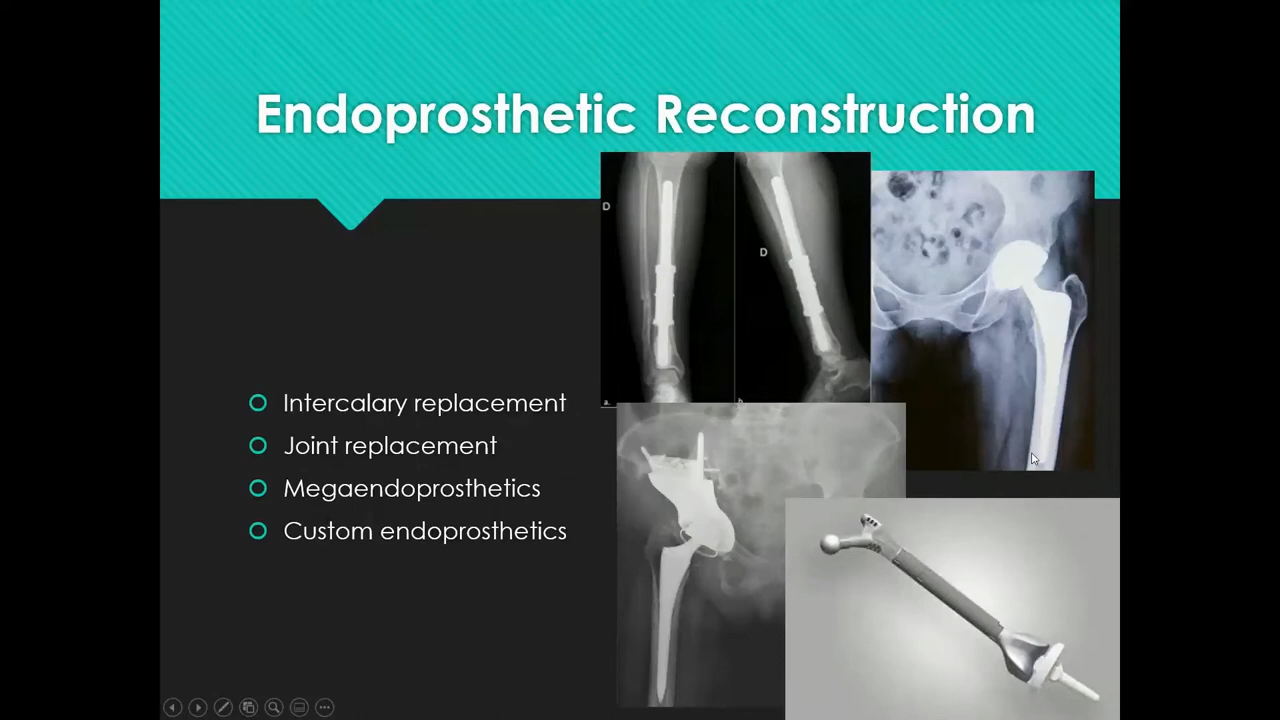 Endoprosthetic Reconstruction
D
D
a.
b
Intercalary replacement
Joint replacement
Megaendoprosthetics
Custom endoprosthetics